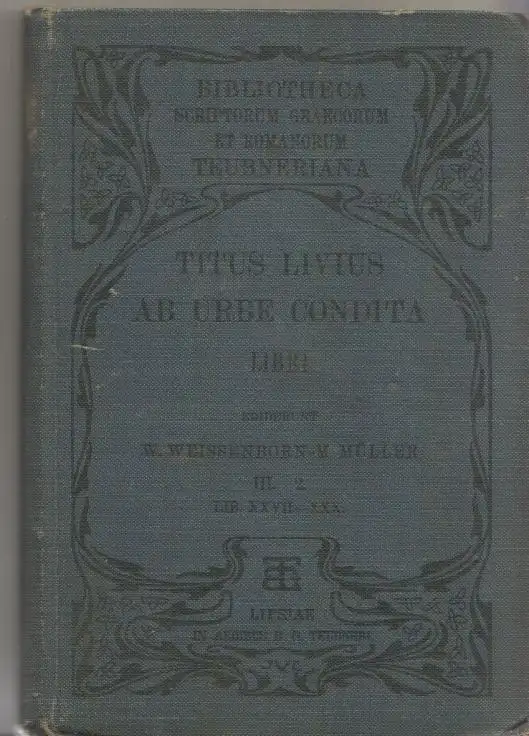 BIBLIOTHECA
SCRIPTORUM GRAECORUM
ET ROMANORUM
TEUBNERIANA
TITUS LIVIUS
AB URBE CONDITA
LIBRI
EDIDERUNT
W. WEISSENBORN-M. MÜLLER
III. 2
LIB. XXVII-XXX.
LIPSIAE
IN AEDIBUS B. G. TEUBNERI